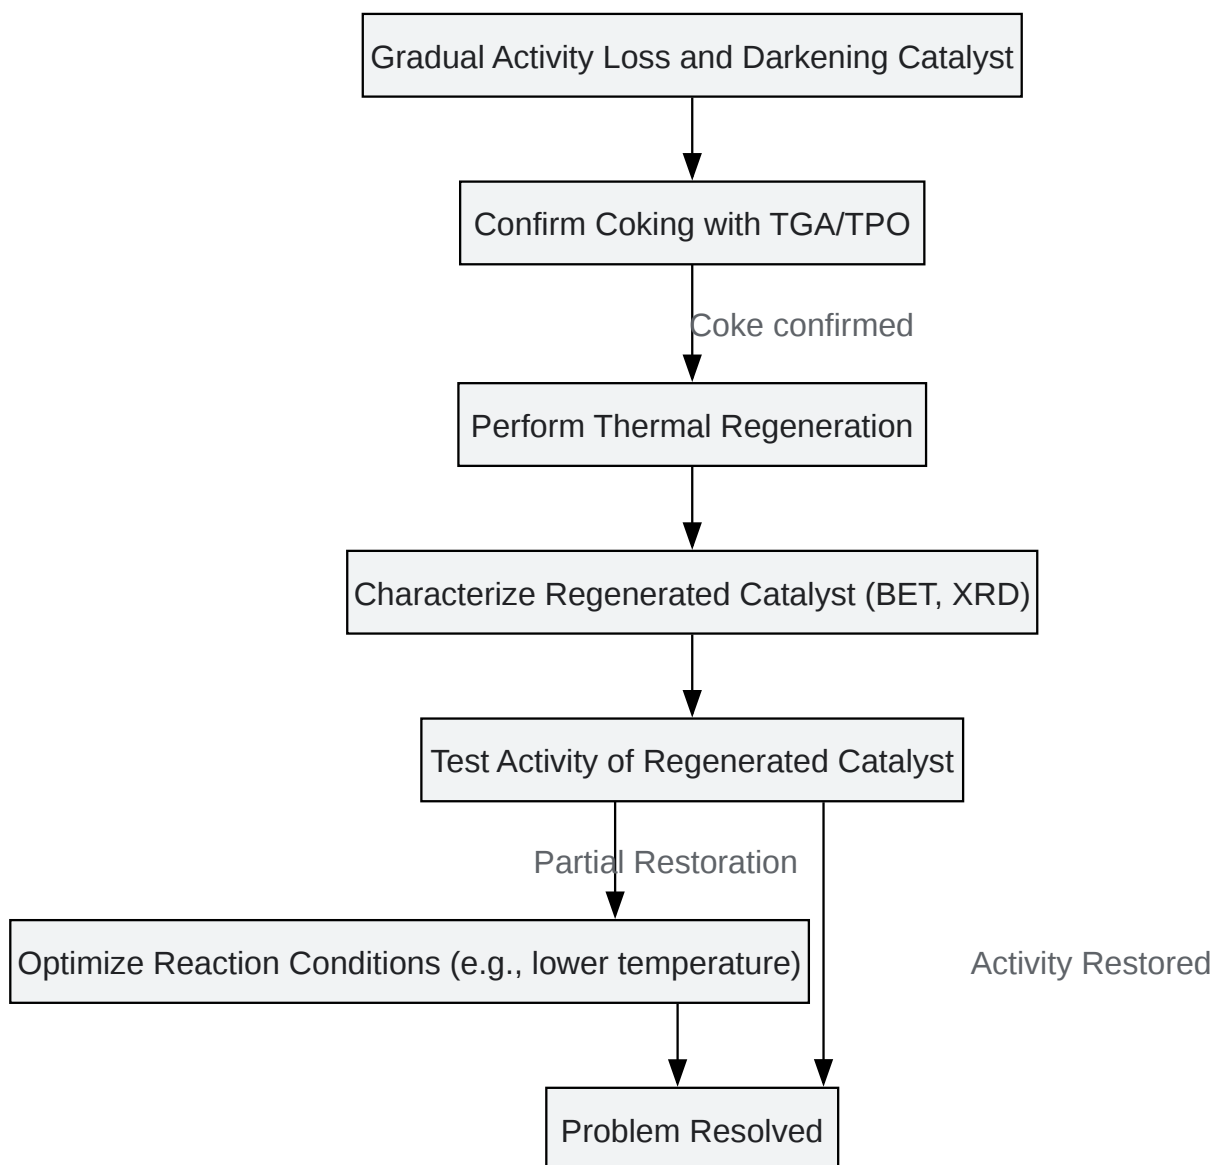 Gradual Activity Loss and Darkening Catalyst
Confirm Coking with TGA/TPO
Coke confirmed
Perform Thermal Regeneration
Characterize Regenerated Catalyst (BET, XRD)
Test Activity of Regenerated Catalyst
Partial Restoration
Optimize Reaction Conditions (e.g., lower temperature)
Activity Restored
Problem Resolved